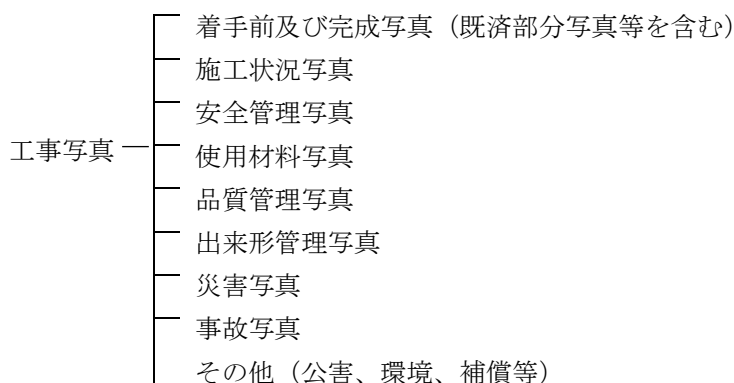 着手前及び完成写真（既済部分写真等を含む）
施工状況写真
安全管理写真
工事写真
使用材料写真
品質管理写真
出来形管理写真
災害写真
事故写真
その他（公害、環境、補償等）